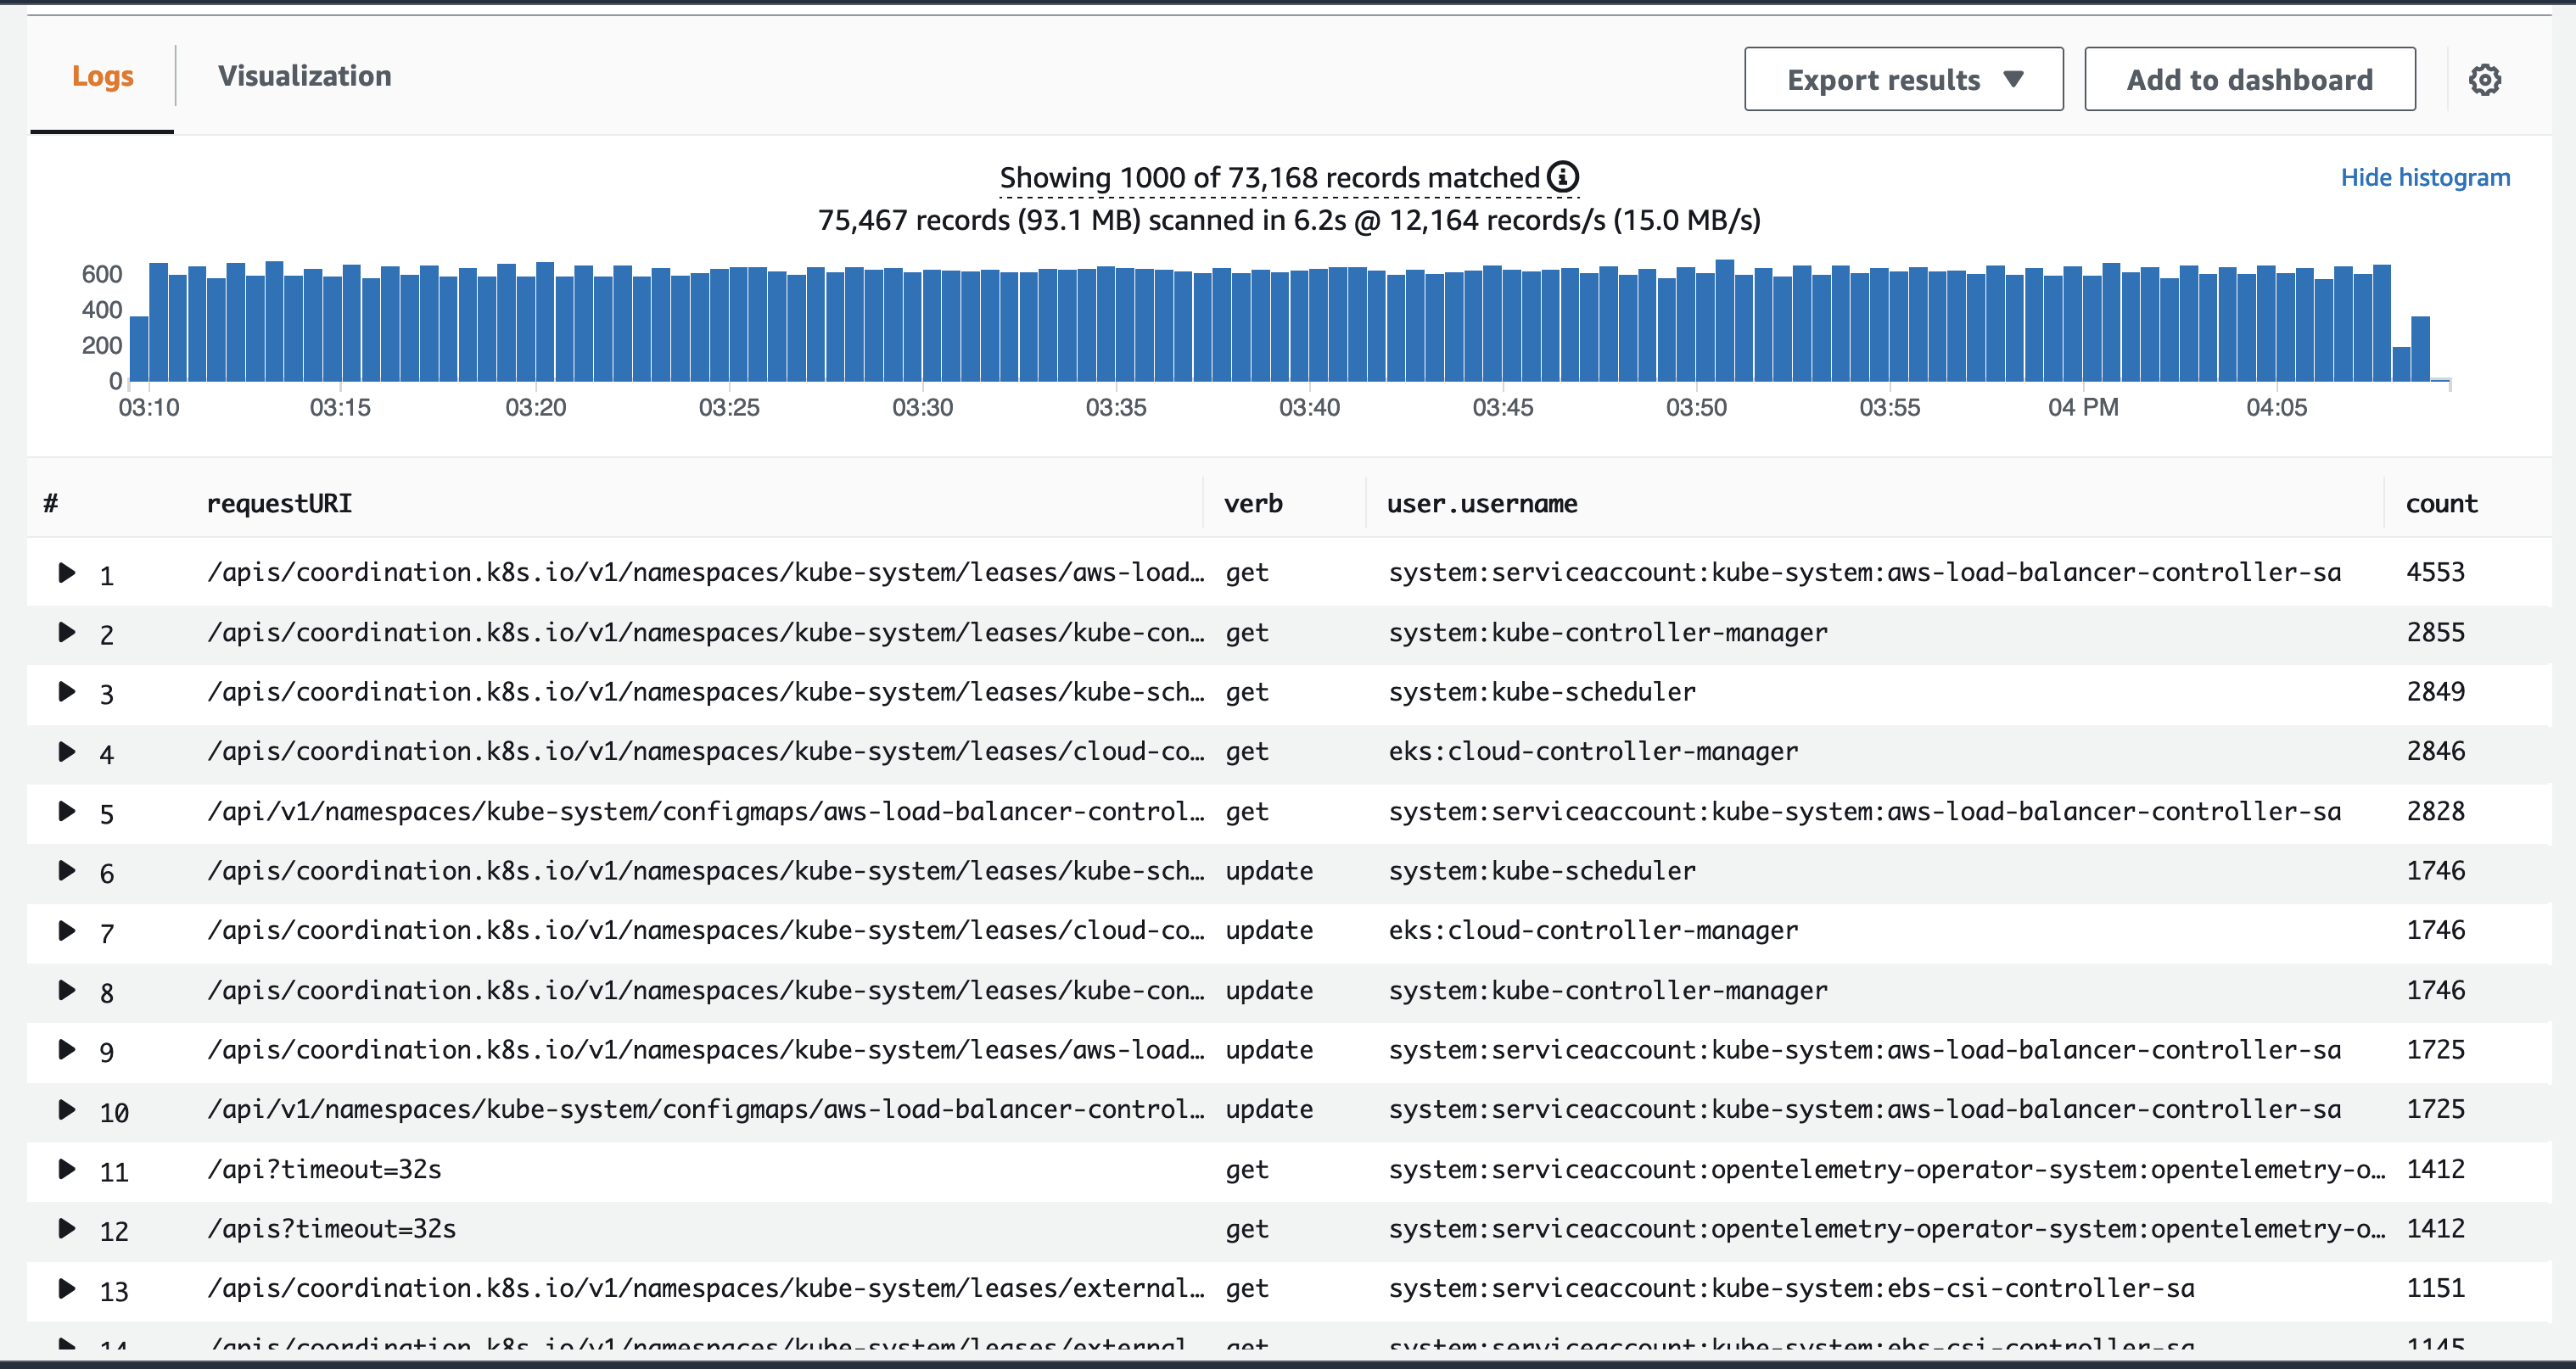 Logs Visualization Export results ▼ Add to dashboard
Showing 1000 of 73,168 records matched
Hide histogram
75,467 records (93.1 MB) scanned in 6.2s @ 12,164 records/s (15.0 MB/s)
600
400
200
0
03:10 03:15 03:20 03:25 03:30 03:35 03:40 03:45 03:50 03:55 04 PM 04:05
# requestURI verb user.username count
1 /apis/coordination.k8s.io/v1/namespaces/kube-system/leases/aws-load… get system:serviceaccount:kube-system:aws-load-balancer-controller-sa 4553
2 /apis/coordination.k8s.io/v1/namespaces/kube-system/leases/kube-con… get system:kube-controller-manager 2855
3 /apis/coordination.k8s.io/v1/namespaces/kube-system/leases/kube-sch… get system:kube-scheduler 2849
4 /apis/coordination.k8s.io/v1/namespaces/kube-system/leases/cloud-co… get eks:cloud-controller-manager 2846
5 /api/v1/namespaces/kube-system/configmaps/aws-load-balancer-control… get system:serviceaccount:kube-system:aws-load-balancer-controller-sa 2828
6 /apis/coordination.k8s.io/v1/namespaces/kube-system/leases/kube-sch… update system:kube-scheduler 1746
7 /apis/coordination.k8s.io/v1/namespaces/kube-system/leases/cloud-co… update eks:cloud-controller-manager 1746
8 /apis/coordination.k8s.io/v1/namespaces/kube-system/leases/kube-con… update system:kube-controller-manager 1746
9 /apis/coordination.k8s.io/v1/namespaces/kube-system/leases/aws-load… update system:serviceaccount:kube-system:aws-load-balancer-controller-sa 1725
10 /api/v1/namespaces/kube-system/configmaps/aws-load-balancer-control… update system:serviceaccount:kube-system:aws-load-balancer-controller-sa 1725
11 /api?timeout=32s get system:serviceaccount:opentelemetry-operator-system:opentelemetry-o… 1412
12 /apis?timeout=32s get system:serviceaccount:opentelemetry-operator-system:opentelemetry-o… 1412
13 /apis/coordination.k8s.io/v1/namespaces/kube-system/leases/external… get system:serviceaccount:kube-system:ebs-csi-controller-sa 1151
14 /apis/coordination.k8s.io/v1/namespaces/kube-system/leases/external… get system:serviceaccount:kube-system:ebs-csi-controller-sa 1145